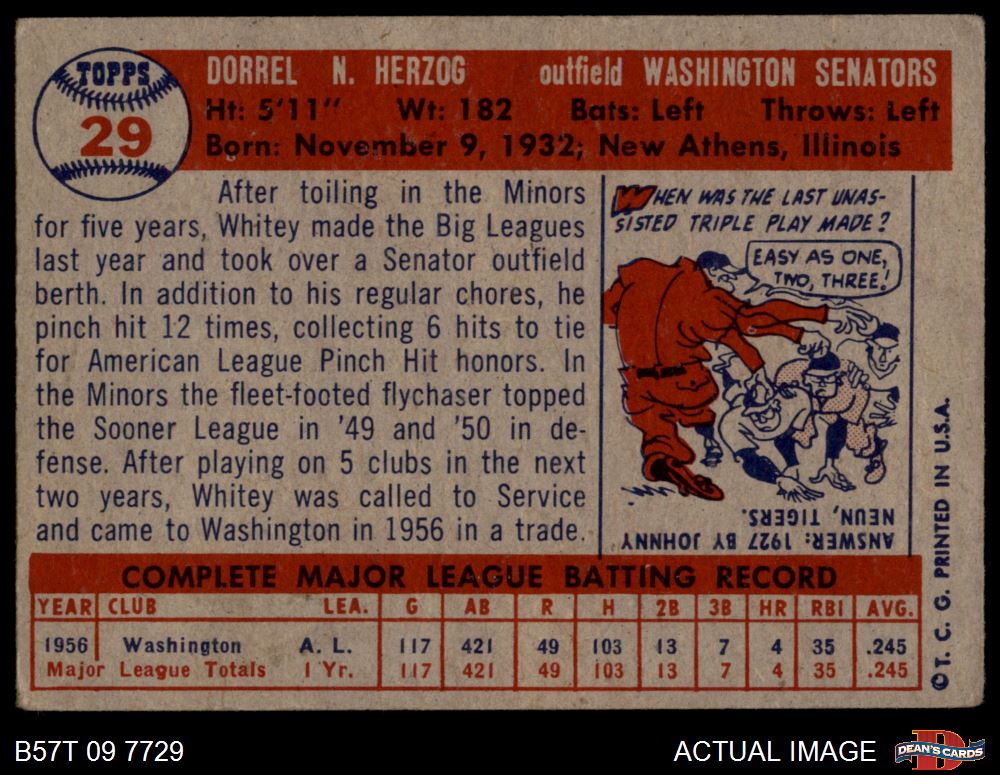 TOPPS
29
DORREL N. HERZOG outfield WASHINGTON SENATORS
Ht: 5'11" Wt: 182 Bats: Left Throws: Left
Born: November 9, 1932; New Athens, Illinois
After toiling in the Minors
for five years, Whitey made the Big Leagues
last year and took over a Senator outfield
berth. In addition to his regular chores, he
pinch hit 12 times, collecting 6 hits to tie
for American League Pinch Hit honors. In
the Minors the fleet-footed flychaser topped
the Sooner League in '49 and '50 in de-
fense. After playing on 5 clubs in the next
two years, Whitey was called to Service
and came to Washington in 1956 in a trade.
WHEN WAS THE LAST UNAS-
SISTED TRIPLE PLAY MADE?
EASY AS ONE,
TWO, THREE!
ANSWER: 1927 BY JOHNNY
NEUN, TIGERS.
COMPLETE MAJOR LEAGUE BATTING RECORD
YEAR CLUB LEA. G AB R H 2B 3B HR RBI AVG.
1956 Washington A. L. 117 421 49 103 13 7 4 35 .245
Major League Totals 1 Yr. 117 421 49 103 13 7 4 35 .245
© T. C. G. PRINTED IN U.S.A.
B57T 09 7729
ACTUAL IMAGE
D
DEAN'S CARDS